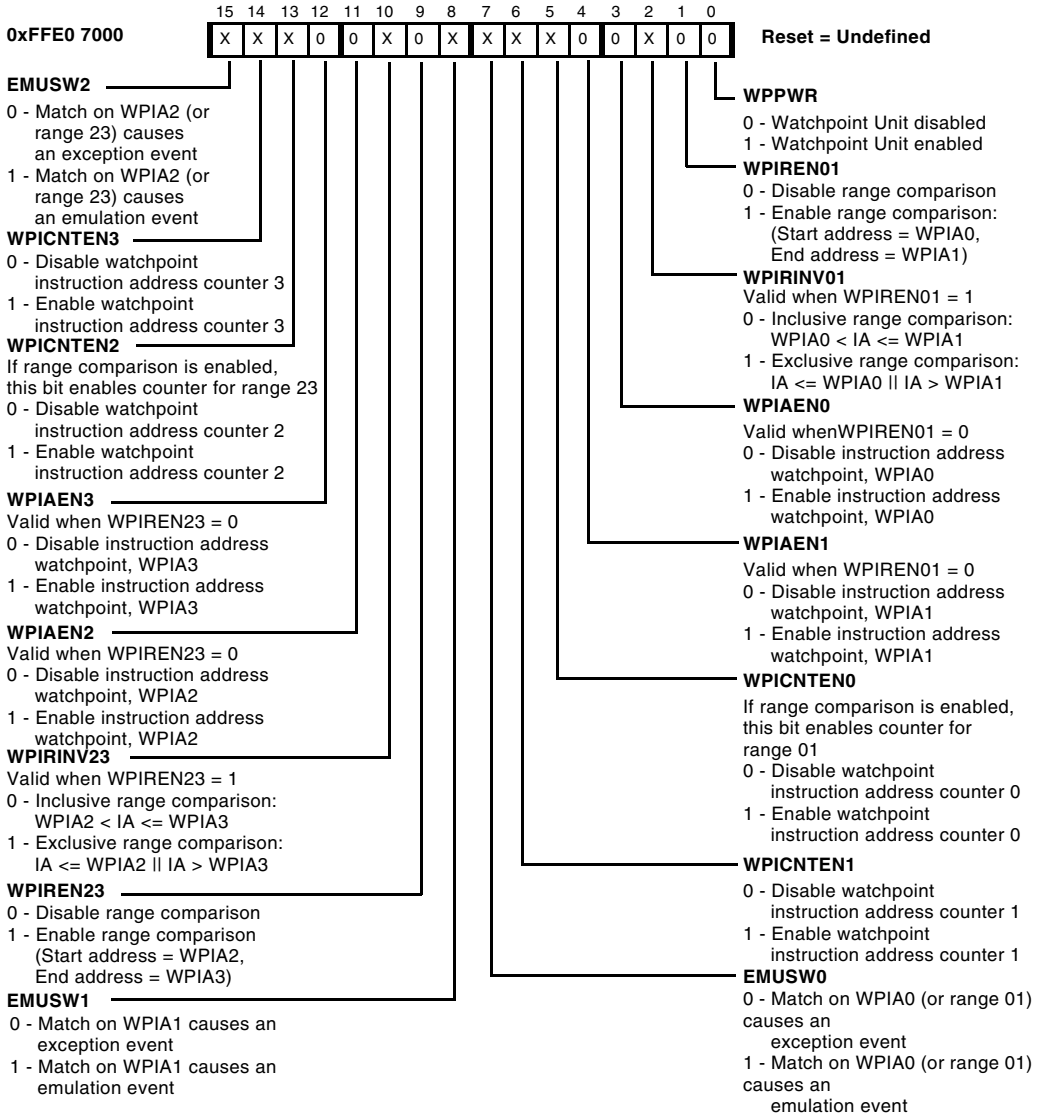 15 14 13 12 11 10 9 8 7 6 5 4 3 2 1 0
0xFFE0 7000
X X X 0 0 X 0 X X X X 0 0 X 0 0
Reset = Undefined
EMUSW2
0 - Match on WPIA2 (or
range 23) causes
an exception event
1 - Match on WPIA2 (or
range 23) causes
an emulation event
WPICNTEN3
0 - Disable watchpoint
instruction address counter 3
1 - Enable watchpoint
instruction address counter 3
WPICNTEN2
If range comparison is enabled,
this bit enables counter for range 23
0 - Disable watchpoint
instruction address counter 2
1 - Enable watchpoint
instruction address counter 2
WPIAEN3
Valid when WPIREN23 = 0
0 - Disable instruction address
watchpoint, WPIA3
1 - Enable instruction address
watchpoint, WPIA3
WPIAEN2
Valid when WPIREN23 = 0
0 - Disable instruction address
watchpoint, WPIA2
1 - Enable instruction address
watchpoint, WPIA2
WPIRINV23
Valid when WPIREN23 = 1
0 - Inclusive range comparison:
WPIA2 < IA <= WPIA3
1 - Exclusive range comparison:
IA <= WPIA2 || IA > WPIA3
WPIREN23
0 - Disable range comparison
1 - Enable range comparison
(Start address = WPIA2,
End address = WPIA3)
EMUSW1
0 - Match on WPIA1 causes an
exception event
1 - Match on WPIA1 causes an
emulation event
WPPWR
0 - Watchpoint Unit disabled
1 - Watchpoint Unit enabled
WPIREN01
0 - Disable range comparison
1 - Enable range comparison:
(Start address = WPIA0,
End address = WPIA1)
WPIRINV01
Valid when WPIREN01 = 1
0 - Inclusive range comparison:
WPIA0 < IA <= WPIA1
1 - Exclusive range comparison:
IA <= WPIA0 || IA > WPIA1
WPIAEN0
Valid whenWPIREN01 = 0
0 - Disable instruction address
watchpoint, WPIA0
1 - Enable instruction address
watchpoint, WPIA0
WPIAEN1
Valid when WPIREN01 = 0
0 - Disable instruction address
watchpoint, WPIA1
1 - Enable instruction address
watchpoint, WPIA1
WPICNTEN0
If range comparison is enabled,
this bit enables counter for
range 01
0 - Disable watchpoint
instruction address counter 0
1 - Enable watchpoint
instruction address counter 0
WPICNTEN1
0 - Disable watchpoint
instruction address counter 1
1 - Enable watchpoint
instruction address counter 1
EMUSW0
0 - Match on WPIA0 (or range 01)
causes an
exception event
1 - Match on WPIA0 (or range 01)
causes an
emulation event